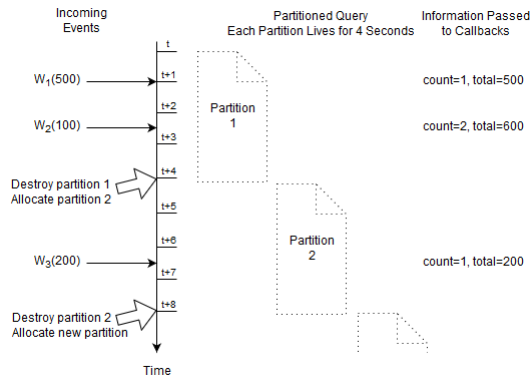 Incoming
Events
Partitioned Query
Each Partition Lives for 4 Seconds
Information Passed
to Callbacks
t
W1(500)
t+1
count=1, total=500
Partition
1
t+2
W2(100)
count=2, total=600
t+3
t+4
Destroy partition 1
Allocate partition 2
t+5
Partition
2
t+6
W3(200)
count=1, total=200
t+7
t+8
Destroy partition 2
Allocate new partition
Time